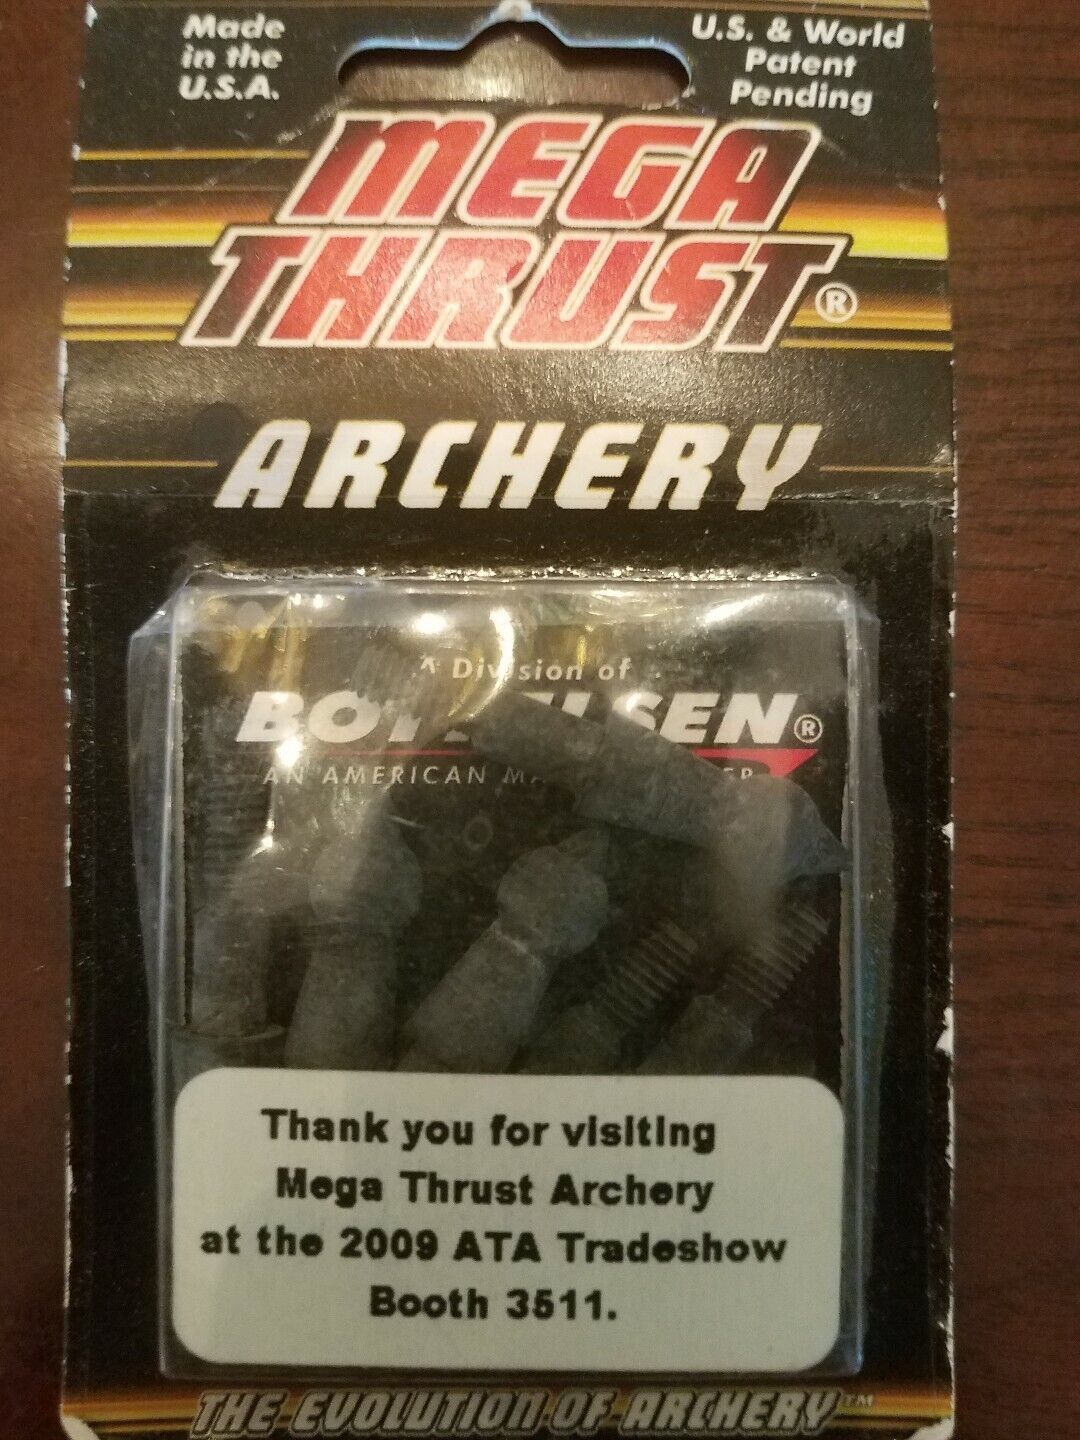 Made
in the
U.S.A.
U.S. & World
Patent
Pending
MEGA
THRUST®
ARCHERY
A Division of
AN AMERICAN
Thank you for visiting
Mega Thrust Archery
at the 2009 ATA Tradeshow
Booth 3511.
THE EVOLUTION OF ARCHERY™